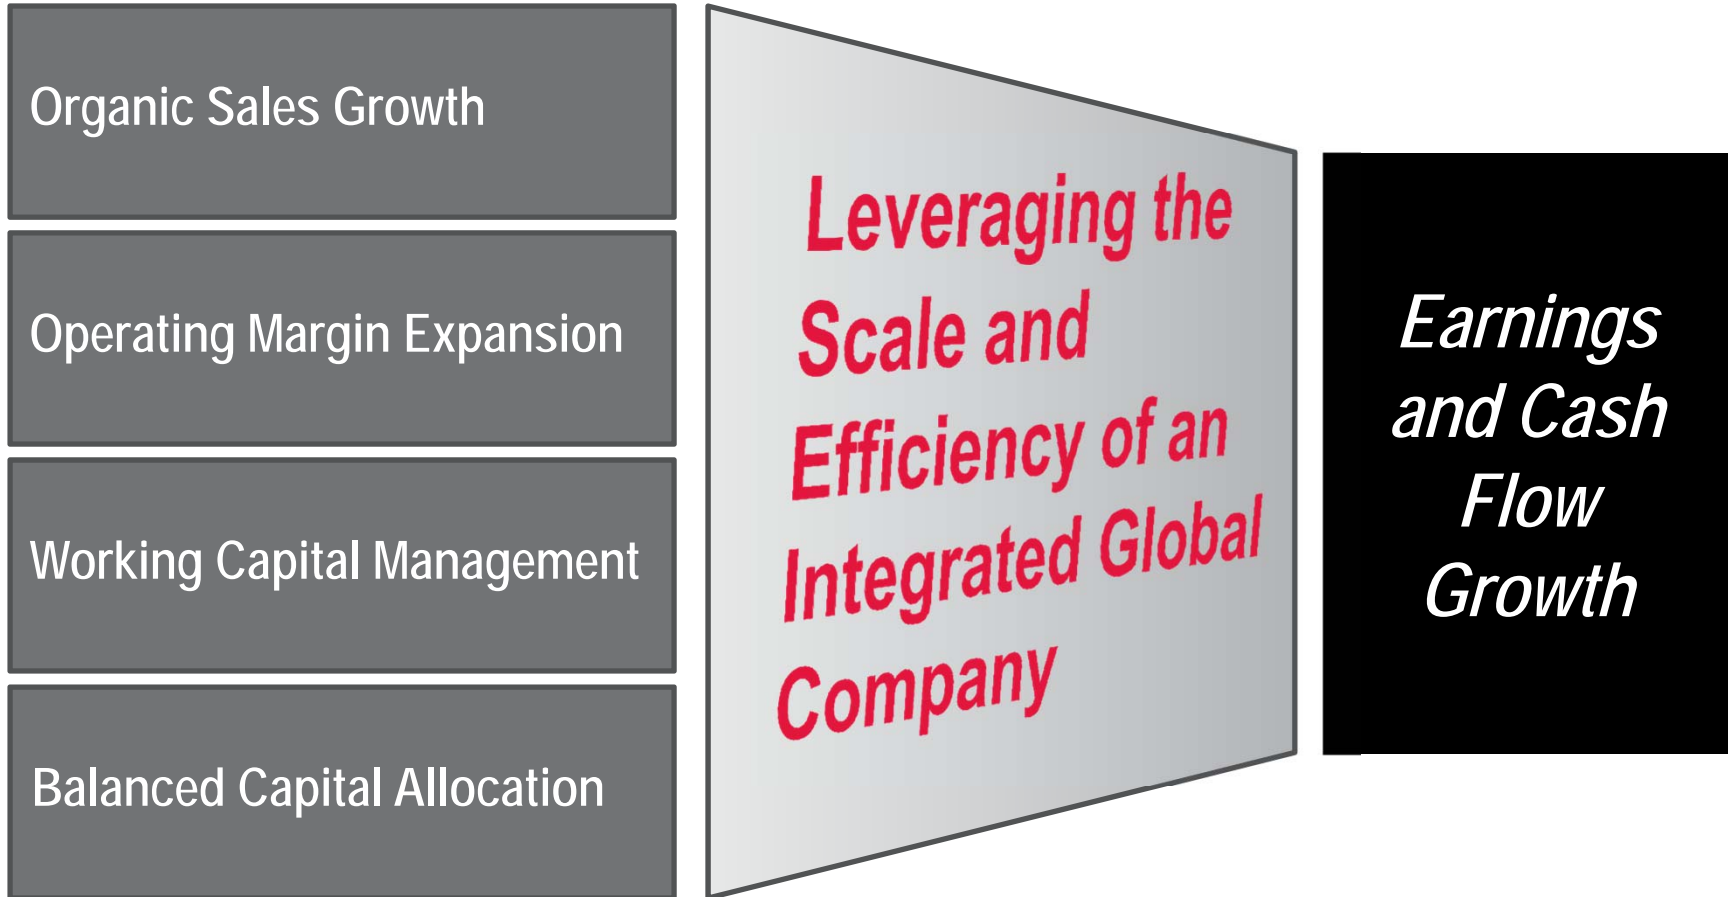 Organic Sales Growth
Operating Margin Expansion
Working Capital Management
Balanced Capital Allocation
Leveraging the
Scale and
Efficiency of an
Integrated Global
Company
Earnings
and Cash
Flow
Growth